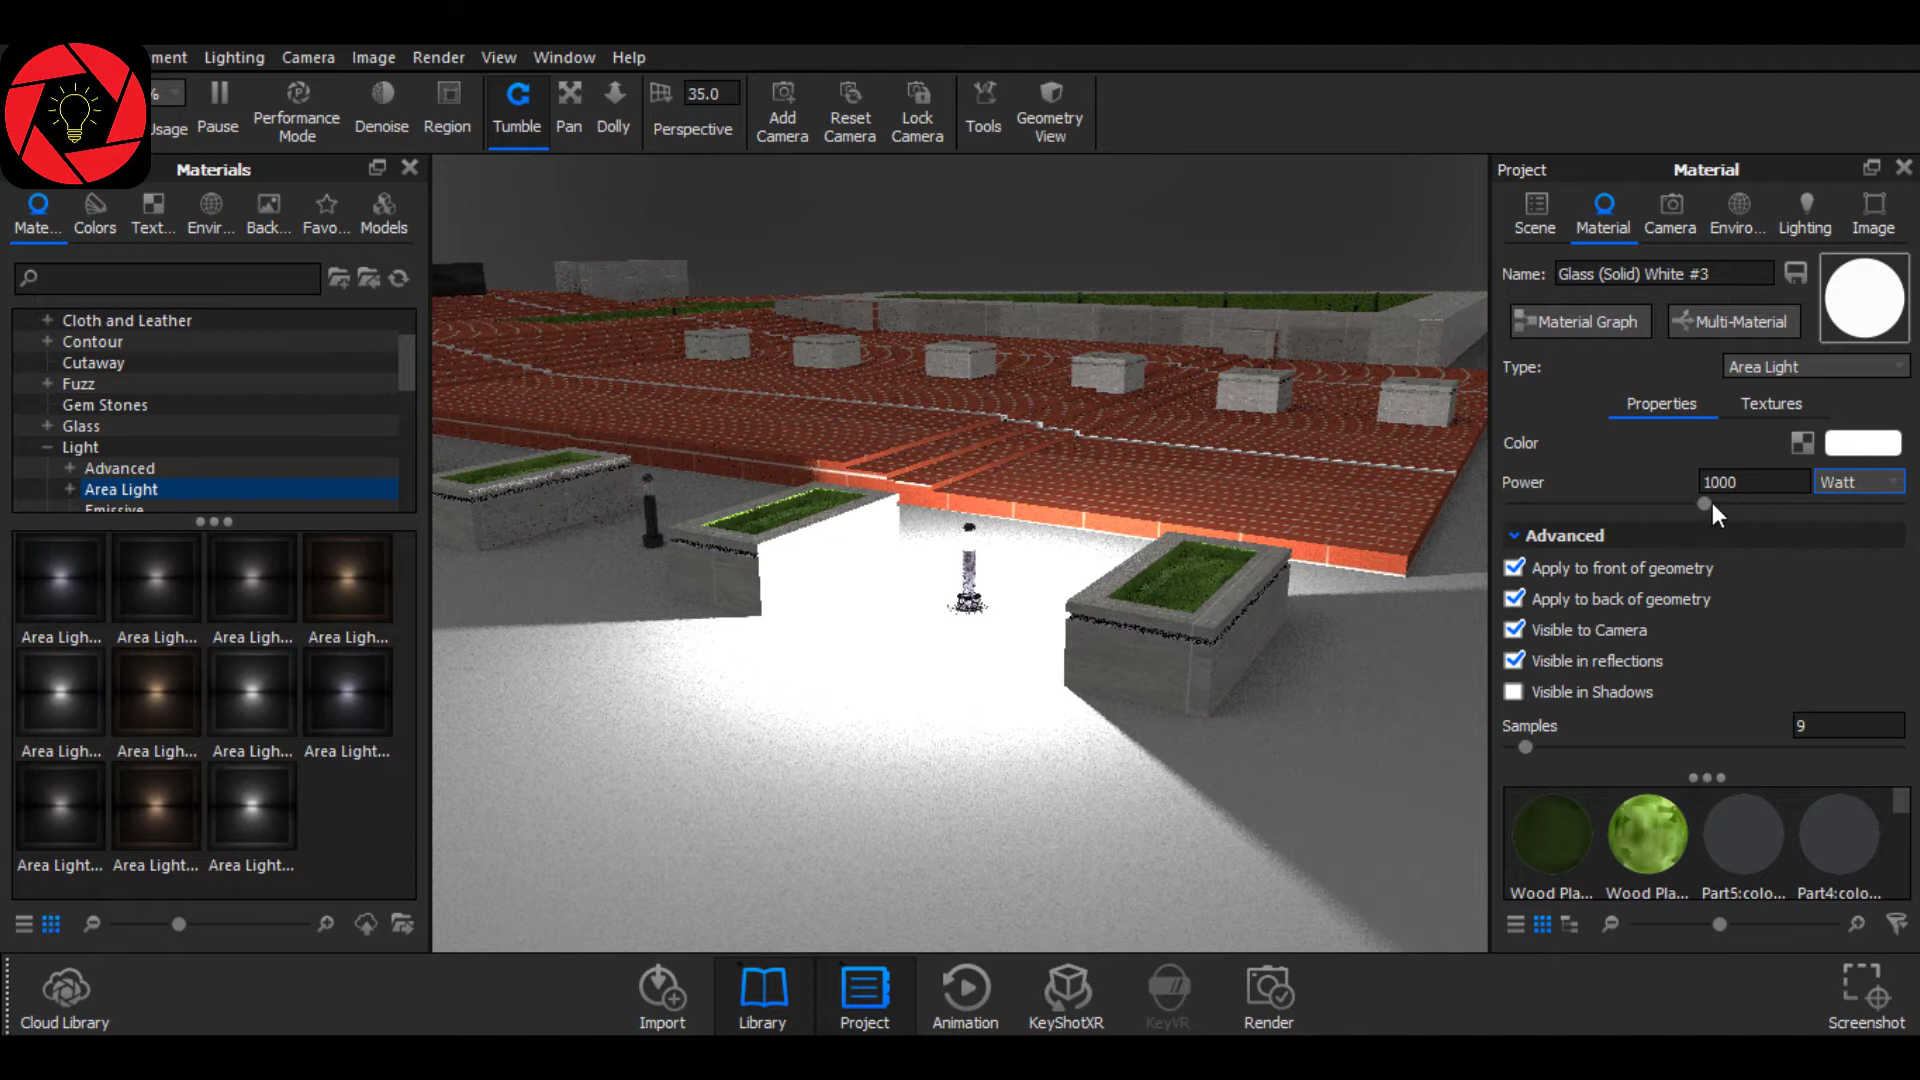 ment Lighting Camera Image Render View Window Help
%
35.0
Usage Pause Performance Mode Denoise Region Tumble Pan Dolly Perspective Add Camera Reset Camera Lock Camera Tools Geometry View
Materials
Mate... Colors Text... Envir... Back... Favo... Models
Cloth and Leather
Contour
Cutaway
Fuzz
Gem Stones
Glass
Light
Advanced
Area Light
Emissive
Area Ligh... Area Ligh... Area Ligh... Area Ligh...
Area Ligh... Area Ligh... Area Ligh... Area Light...
Area Light... Area Ligh... Area Light...
Project Material
Scene Material Camera Enviro... Lighting Image
Name: Glass (Solid) White #3
Material Graph Multi-Material
Type: Area Light
Properties Textures
Color
Power 1000 Watt
Advanced
Apply to front of geometry
Apply to back of geometry
Visible to Camera
Visible in reflections
Visible in Shadows
Samples 9
Wood Pla... Wood Pla... Part5:colo... Part4:colo...
Cloud Library Import Library Project Animation KeyShotXR KeyVR Render Screenshot